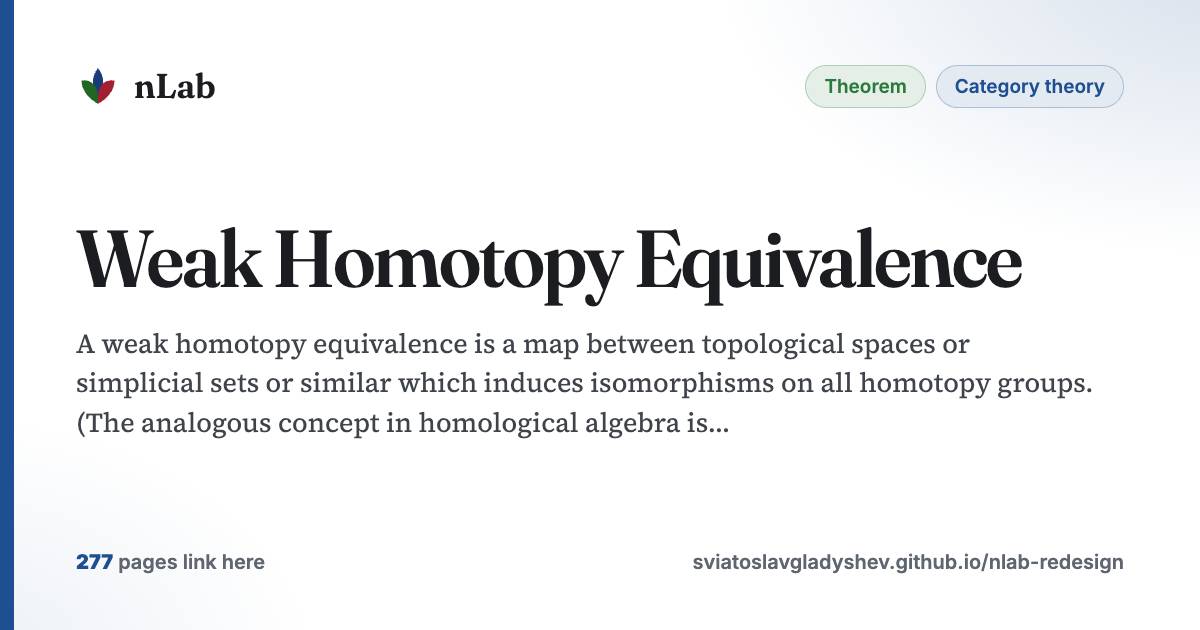 nLab
Theorem
Category theory
Weak Homotopy Equivalence
A weak homotopy equivalence is a map between topological spaces or
simplicial sets or similar which induces isomorphisms on all homotopy groups.
(The analogous concept in homological algebra is...
277 pages link here
sviatoslavgladyshev.github.io/nlab-redesign